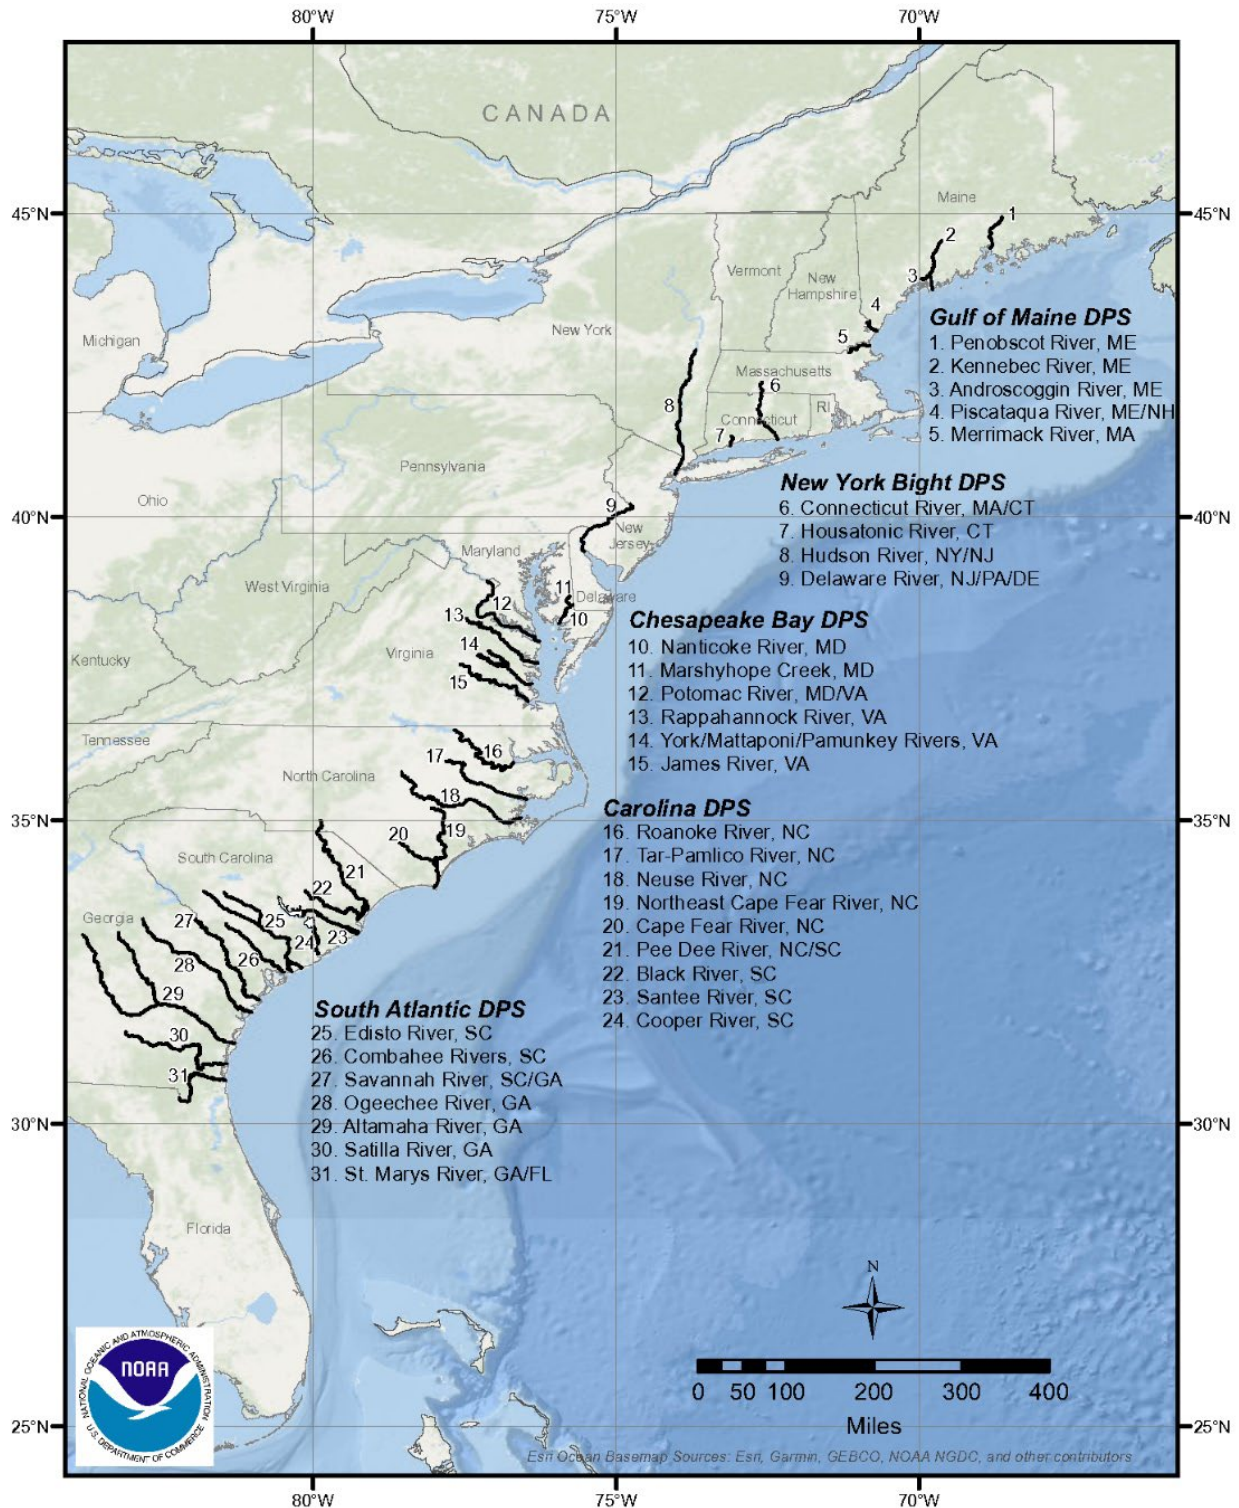 80°W 75°W 70°W
CANADA
Maine
1
45°N 45°N
2
3
Vermont
New
Hampshire
4
Gulf of Maine DPS
New York
5
Michigan
1. Penobscot River, ME
2. Kennebec River, ME
3. Androscoggin River, ME
4. Piscataqua River, ME/NH
5. Merrimack River, MA
Massachusetts
6
8
RI
Connecticut
7
Pennsylvania
New York Bight DPS
6. Connecticut River, MA/CT
7. Housatonic River, CT
8. Hudson River, NY/NJ
9. Delaware River, NJ/PA/DE
Ohio
9
40°N 40°N
New
Jersey
Maryland
West Virginia
11
Delaware
12
10
13
Chesapeake Bay DPS
10. Nanticoke River, MD
11. Marshyhope Creek, MD
12. Potomac River, MD/VA
13. Rappahannock River, VA
14. York/Mattaponi/Pamunkey Rivers, VA
15. James River, VA
14
Virginia
Kentucky
15
Tennessee
16
17
North Carolina
18
Carolina DPS
16. Roanoke River, NC
17. Tar-Pamlico River, NC
18. Neuse River, NC
19. Northeast Cape Fear River, NC
20. Cape Fear River, NC
21. Pee Dee River, NC/SC
22. Black River, SC
23. Santee River, SC
24. Cooper River, SC
35°N 35°N
19
20
South Carolina
21
22
Georgia
27
25
23
24
26
28
29
South Atlantic DPS
25. Edisto River, SC
26. Combahee Rivers, SC
27. Savannah River, SC/GA
28. Ogeechee River, GA
29. Altamaha River, GA
30. Satilla River, GA
31. St. Marys River, GA/FL
30
31
30°N 30°N
Florida
N
NATIONAL OCEANIC AND ATMOSPHERIC ADMINISTRATION
NOAA
U.S. DEPARTMENT OF COMMERCE
0 50 100 200 300 400
Miles
25°N 25°N
Esri Ocean Basemap Sources: Esri, Garmin, GEBCO, NOAA NGDC, and other contributors
80°W 75°W 70°W